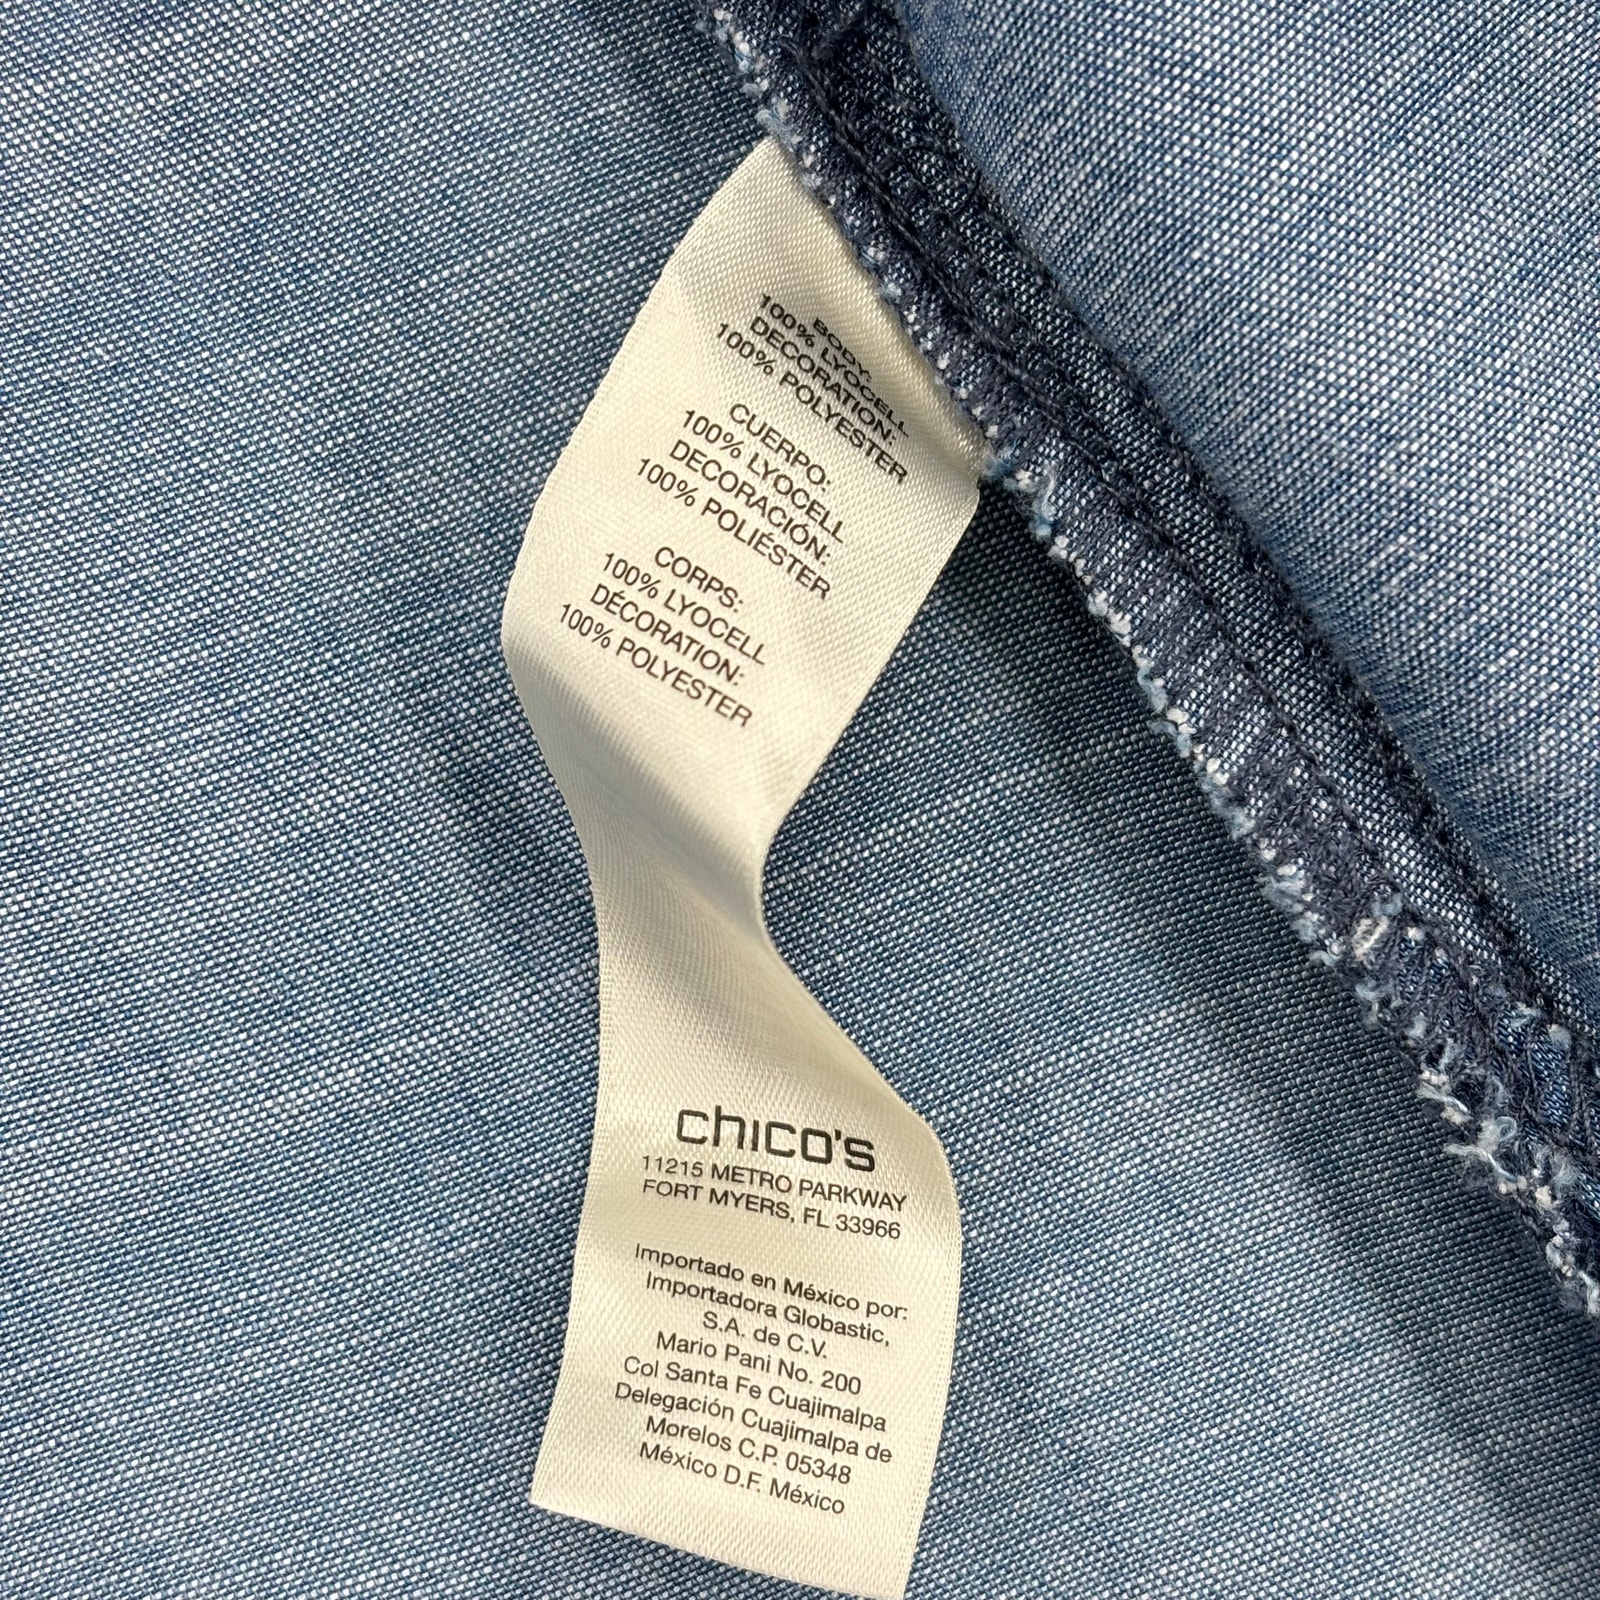 BODY:
100% LYOCELL
DECORATION:
100% POLYESTER
CUERPO:
100% LYOCELL
DECORACIÓN:
100% POLIÉSTER
CORPS:
100% LYOCELL
DÉCORATION:
100% POLYESTER
chico's
11215 METRO PARKWAY
FORT MYERS, FL 33966
Importado en México por:
Importadora Globastic,
S.A. de C.V.
Mario Pani No. 200
Col Santa Fe Cuajimalpa
Delegación Cuajimalpa de
Morelos C.P. 05348
México D.F. México